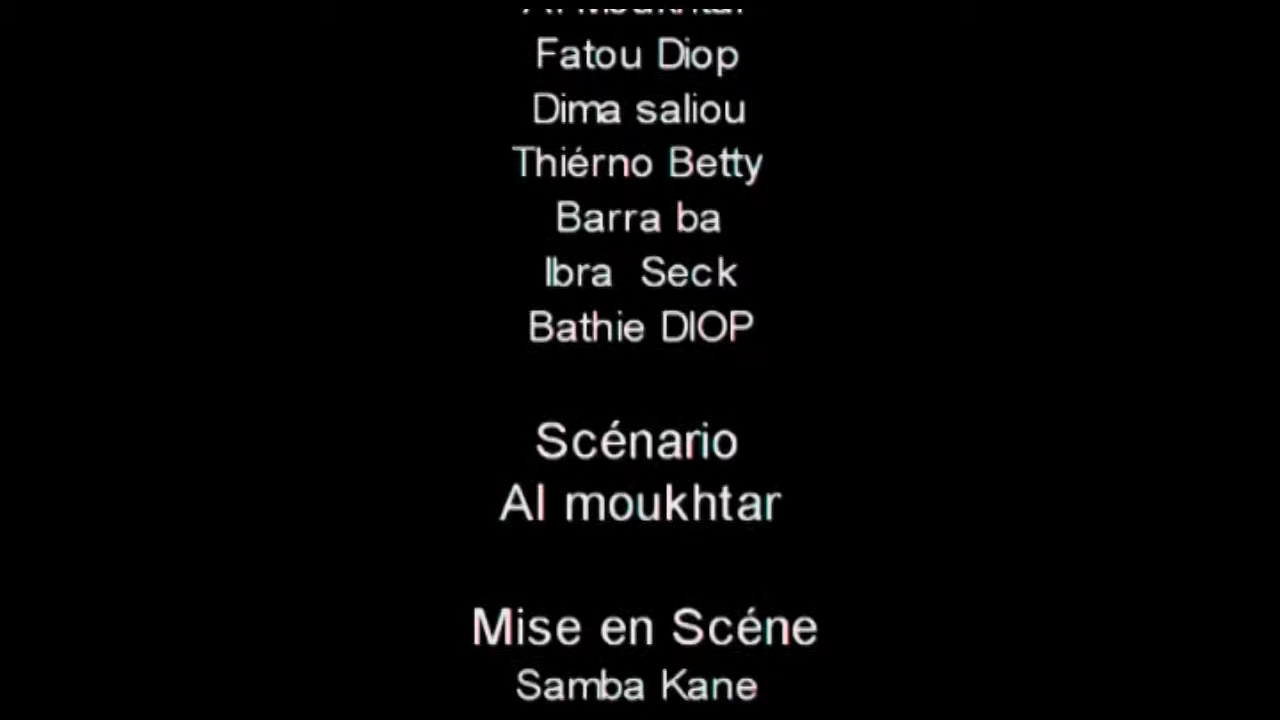 Fatou Diop
Dima saliou
Thiérno Betty
Barra ba
Ibra Seck
Bathie DIOP
Scénario
Al moukhtar
Mise en Scéne
Samba Kane